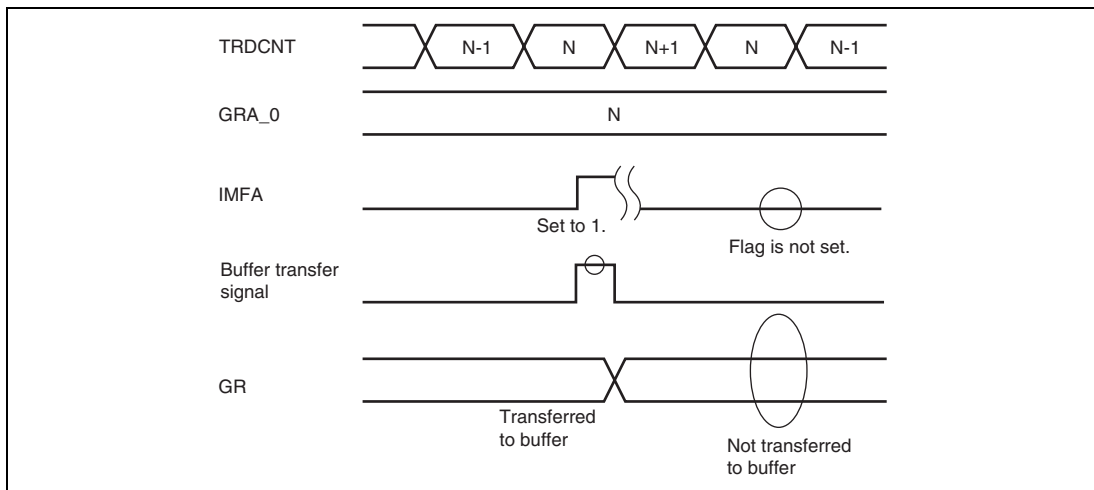 TRDCNT
N-1
N
N+1
N
N-1
GRA_0
N
IMFA
Set to 1.
Flag is not set.
Buffer transfer
signal
GR
Transferred
to buffer
Not transferred
to buffer